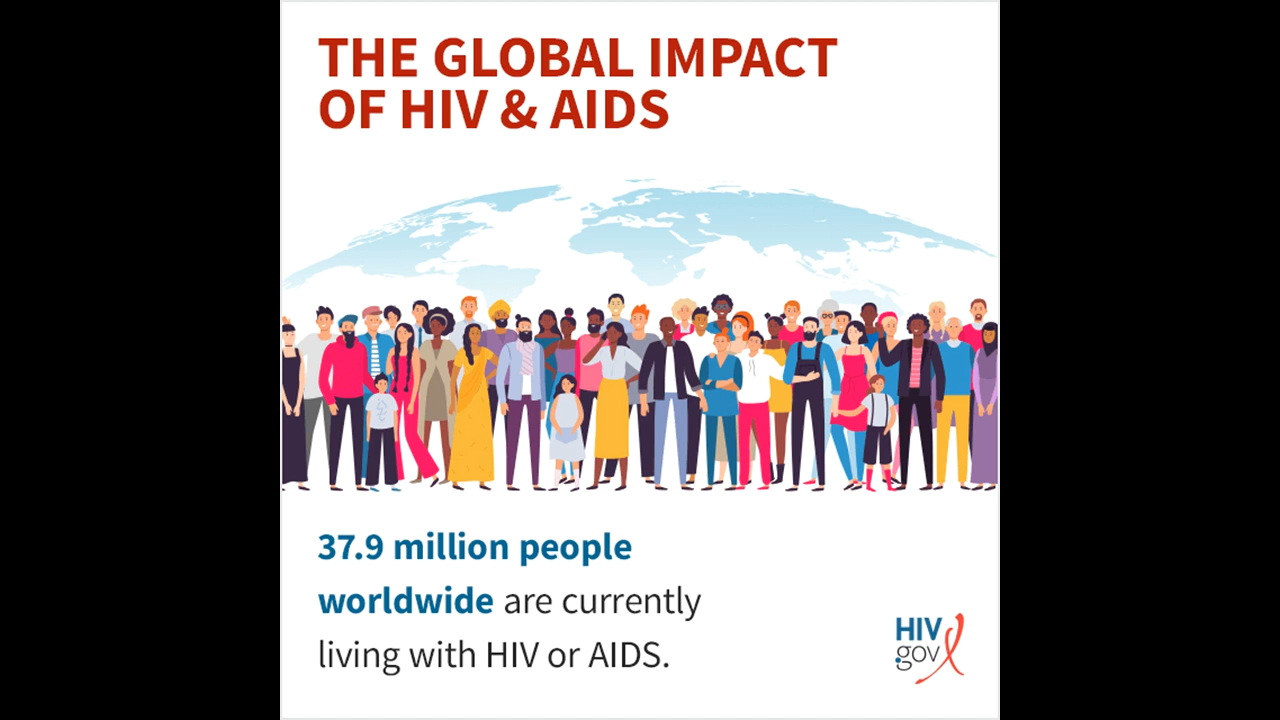 THE GLOBAL IMPACT
OF HIV & AIDS
37.9 million people
worldwide are currently
living with HIV or AIDS.
HIV
gov